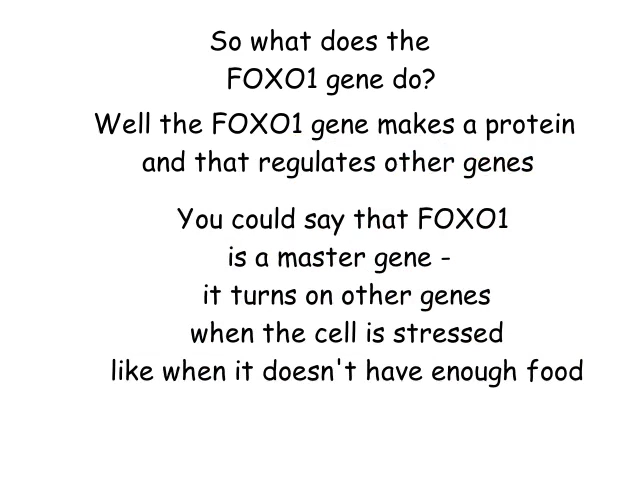 So what does the
FOXO1 gene do?
Well the FOXO1 gene makes a protein
and that regulates other genes
You could say that FOXO1
is a master gene -
it turns on other genes
when the cell is stressed
like when it doesn't have enough food